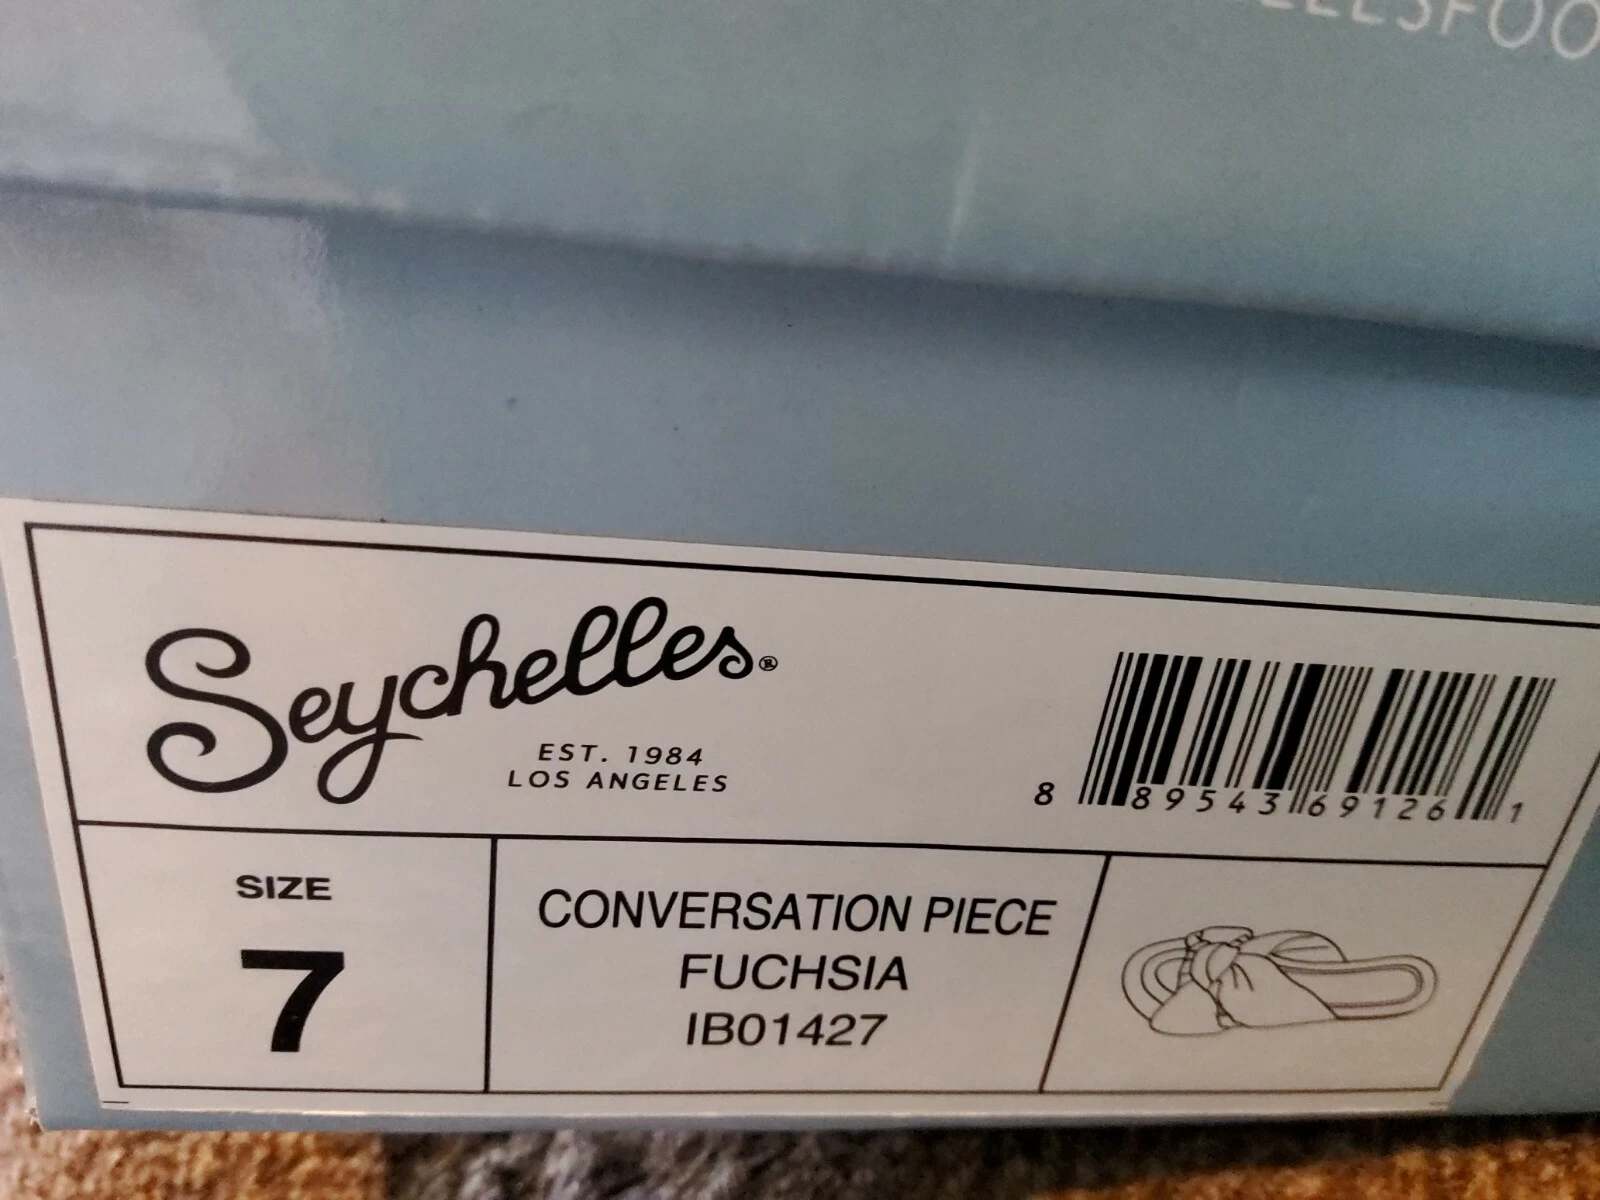 Seychelles®
EST. 1984
LOS ANGELES
8 89543 69126 1
SIZE
7
CONVERSATION PIECE
FUCHSIA
IB01427